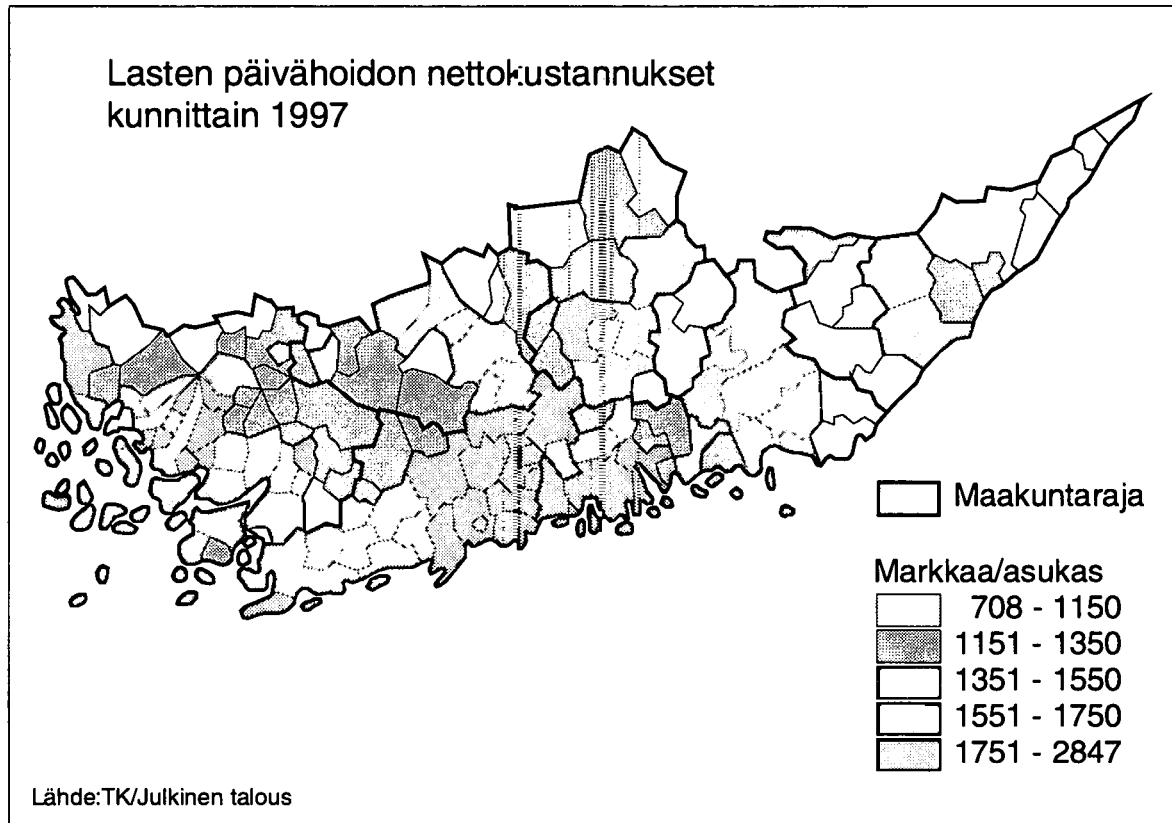 Lasten päivähoidon nettokustannukset
kunnittain 1997
Maakuntaraja
Markkaa/asukas
708 - 1150
1151 - 1350
1351 - 1550
1551 - 1750
1751 - 2847
Lähde:TK/Julkinen talous